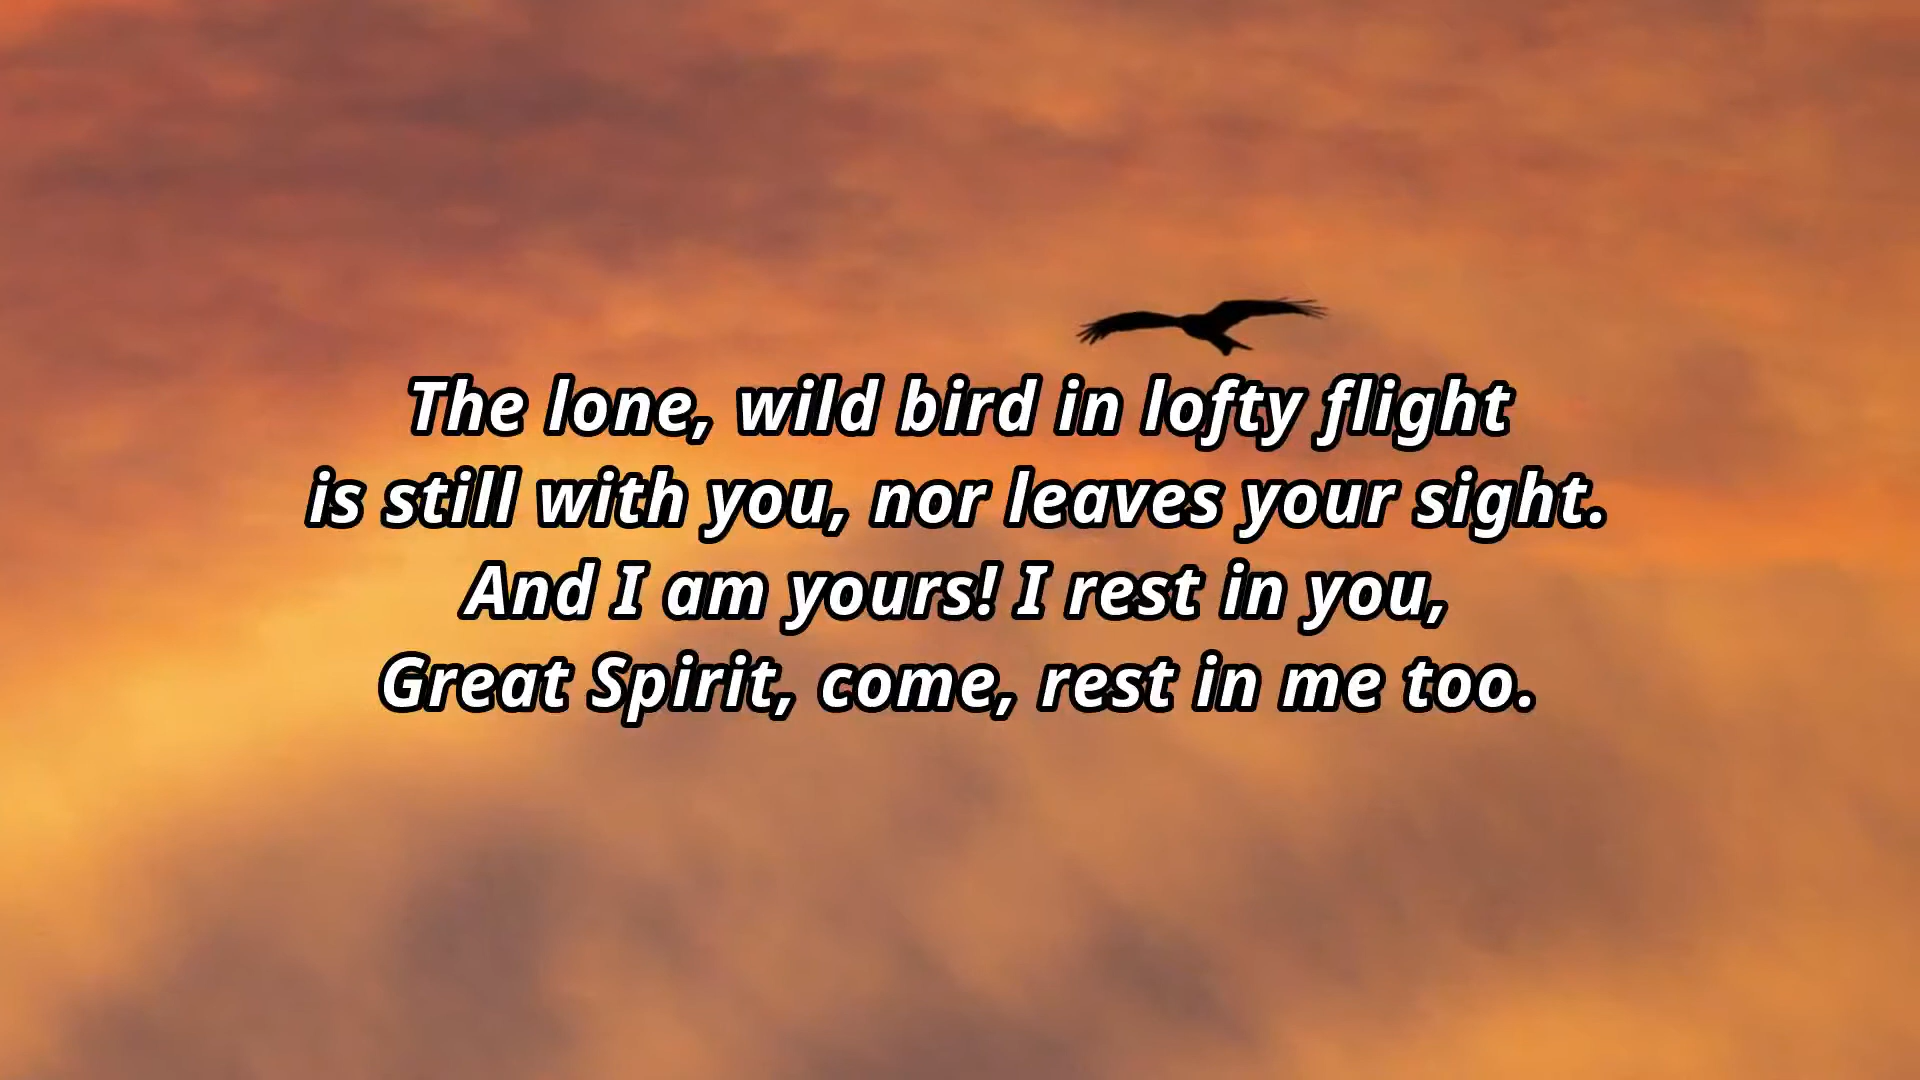 The lone, wild bird in lofty flight
is still with you, nor leaves your sight.
And I am yours! I rest in you,
Great Spirit, come, rest in me too.